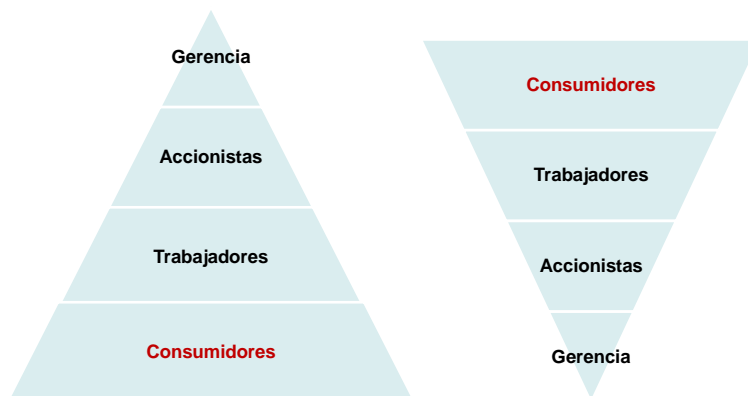 Gerencia
Accionistas
Trabajadores
Consumidores
Consumidores
Trabajadores
Accionistas
Gerencia